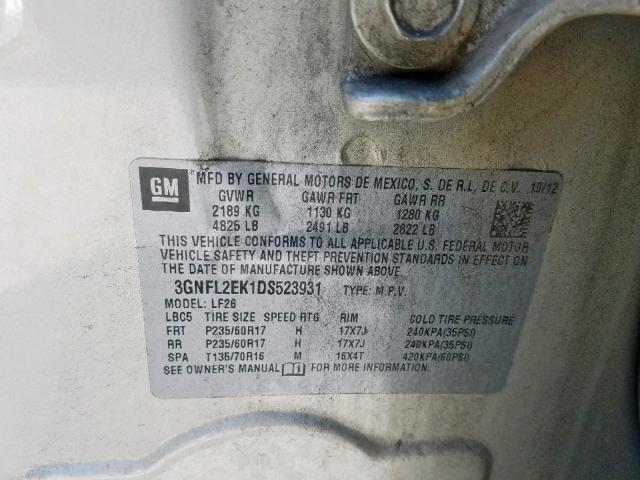 GM MFD BY GENERAL MOTORS DE MEXICO, S. DE R.L. DE C.V. 10/12
GVWR GAWR FRT GAWR RR
2189 KG 1130 KG 1280 KG
4825 LB 2491 LB 2822 LB
THIS VEHICLE CONFORMS TO ALL APPLICABLE U.S. FEDERAL MOTOR
VEHICLE SAFETY AND THEFT PREVENTION STANDARDS IN EFFECT ON
THE DATE OF MANUFACTURE SHOWN ABOVE.
3GNFL2EK1DS523931 TYPE: M.P.V.
MODEL: LF26
LBC5 TIRE SIZE SPEED RTG RIM COLD TIRE PRESSURE
FRT P235/60R17 H 17X7J 240KPA(35PSI)
RR P235/60R17 H 17X7J 240KPA(35PSI)
SPA T135/70R16 M 16X4T 420KPA(60PSI)
SEE OWNER'S MANUAL FOR MORE INFORMATION.